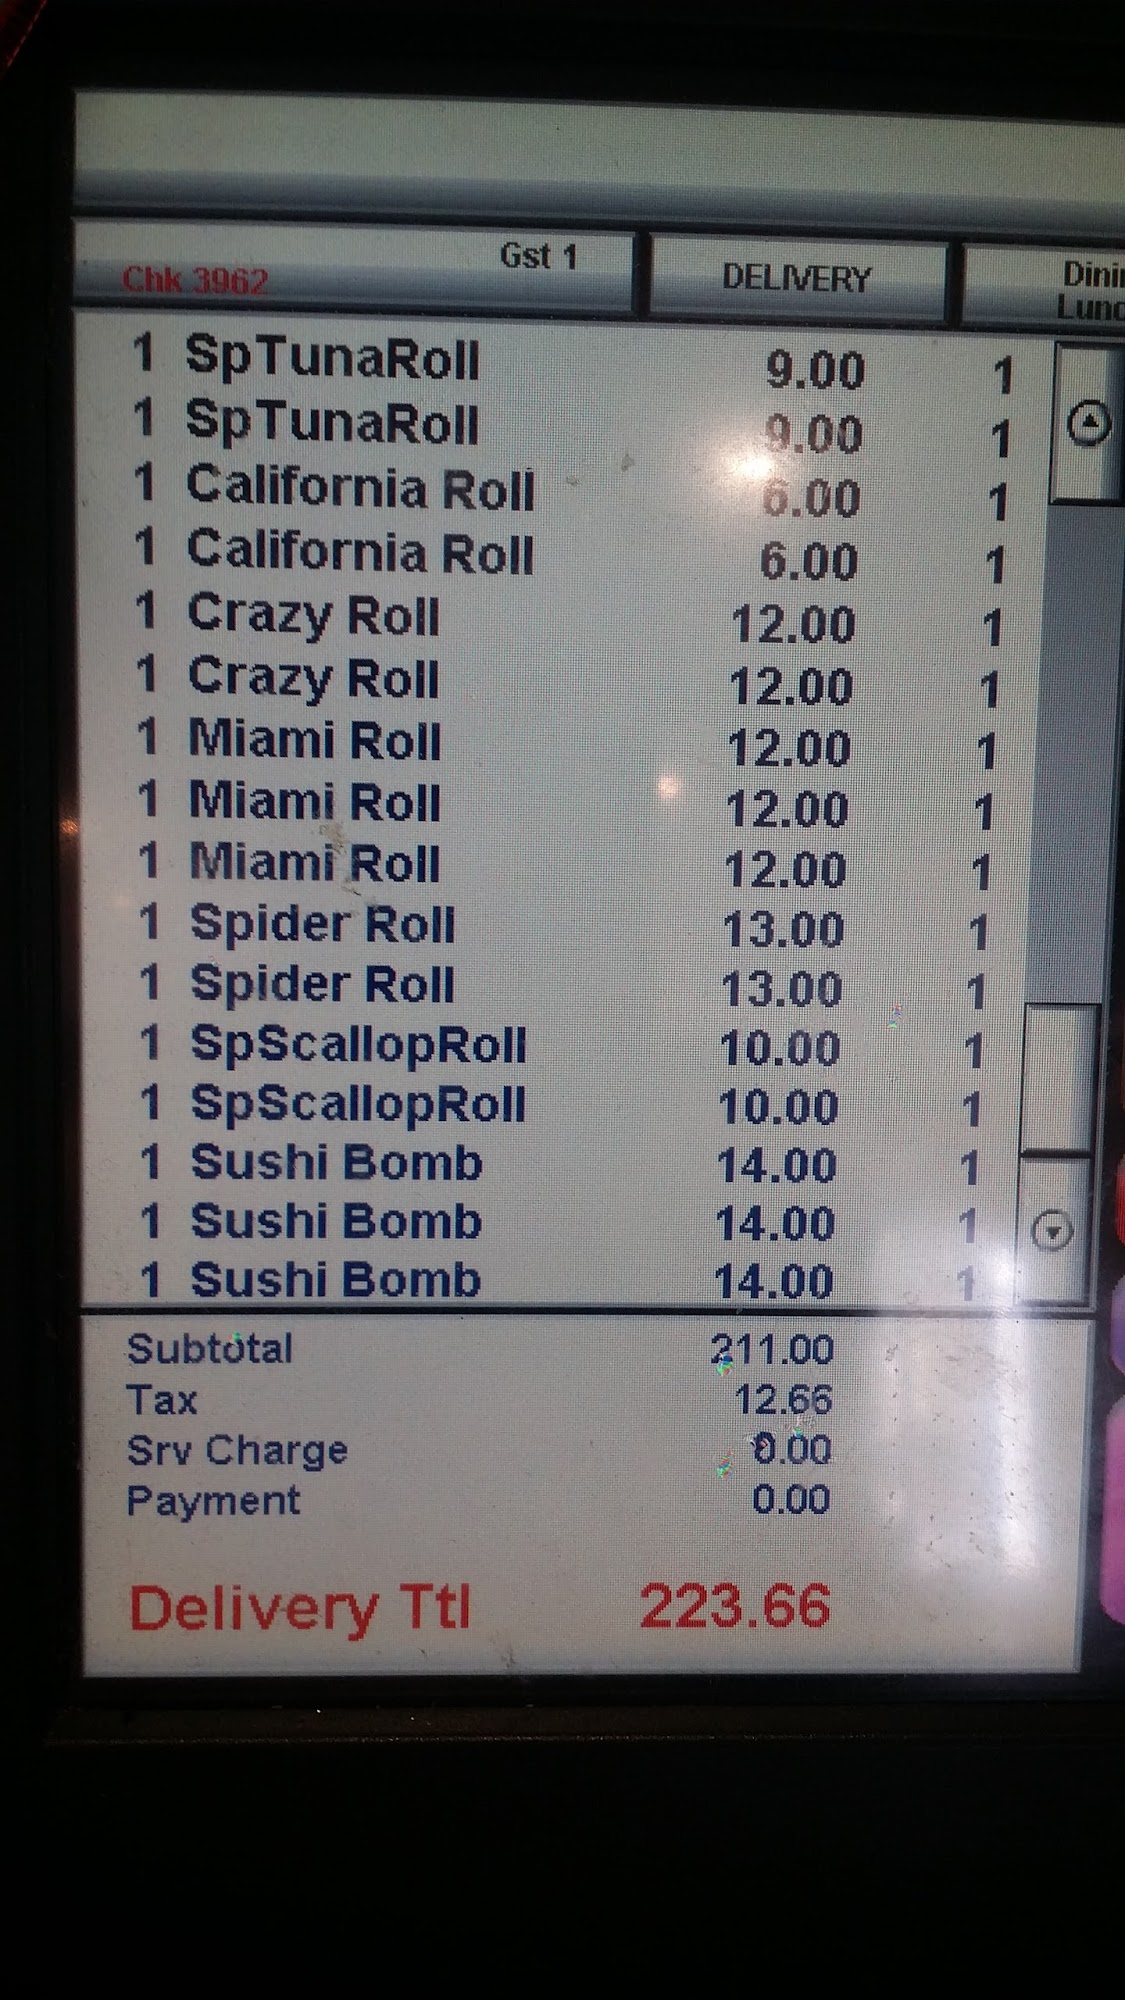 Gst 1
Chk 3962
DELIVERY
1 SpTunaRoll 9.00 1
1 SpTunaRoll 9.00 1
1 California Roll 6.00 1
1 California Roll 6.00 1
1 Crazy Roll 12.00 1
1 Crazy Roll 12.00 1
1 Miami Roll 12.00 1
1 Miami Roll 12.00 1
1 Miami Roll 12.00 1
1 Spider Roll 13.00 1
1 Spider Roll 13.00 1
1 SpScallopRoll 10.00 1
1 SpScallopRoll 10.00 1
1 Sushi Bomb 14.00 1
1 Sushi Bomb 14.00 1
1 Sushi Bomb 14.00 1
Subtotal 211.00
Tax 12.66
Srv Charge 0.00
Payment 0.00
Delivery Ttl 223.66